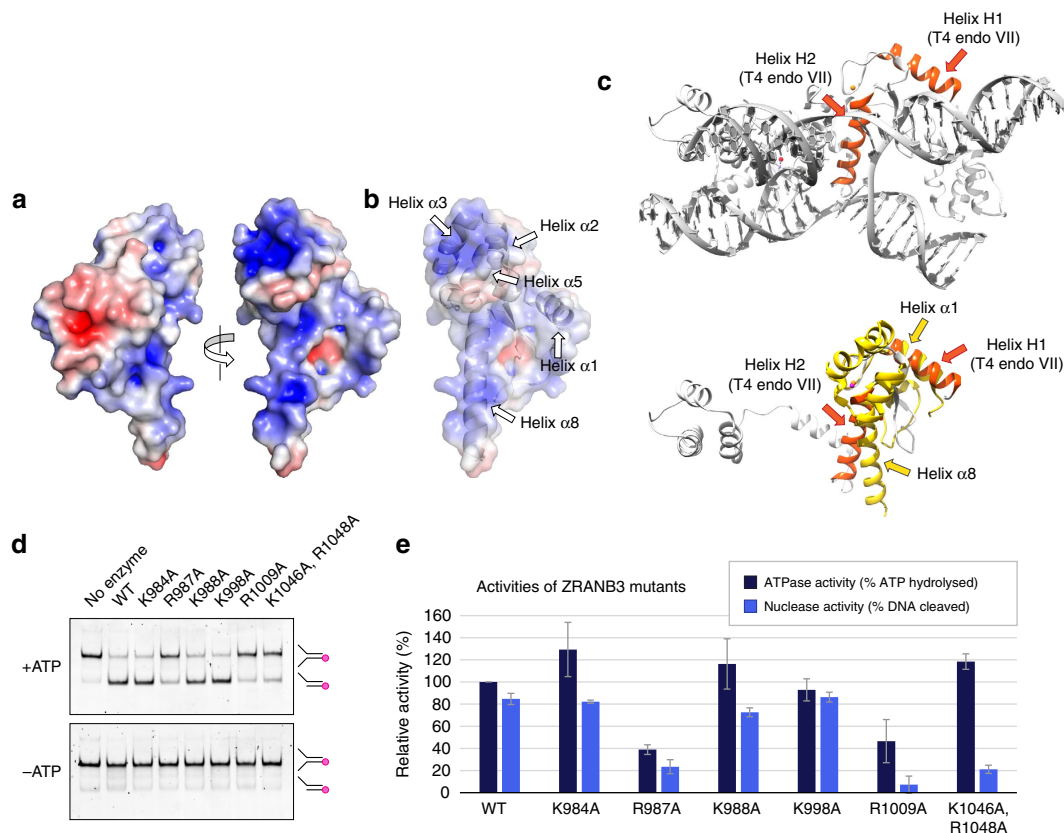 a
b
Helix α3
Helix α2
Helix α5
Helix α1
Helix α8
c
Helix H1
(T4 endo VII)
Helix H2
(T4 endo VII)
Helix α1
Helix H1
(T4 endo VII)
Helix H2
(T4 endo VII)
Helix α8
d
No enzyme
WT
K984A
R987A
K988A
K998A
R1009A
K1046A, R1048A
+ATP
−ATP
e
Activities of ZRANB3 mutants
ATPase activity (% ATP hydrolysed)
Nuclease activity (% DNA cleaved)
Relative activity (%)
160
140
120
100
80
60
40
20
0
WT
K984A
R987A
K988A
K998A
R1009A
K1046A,
R1048A